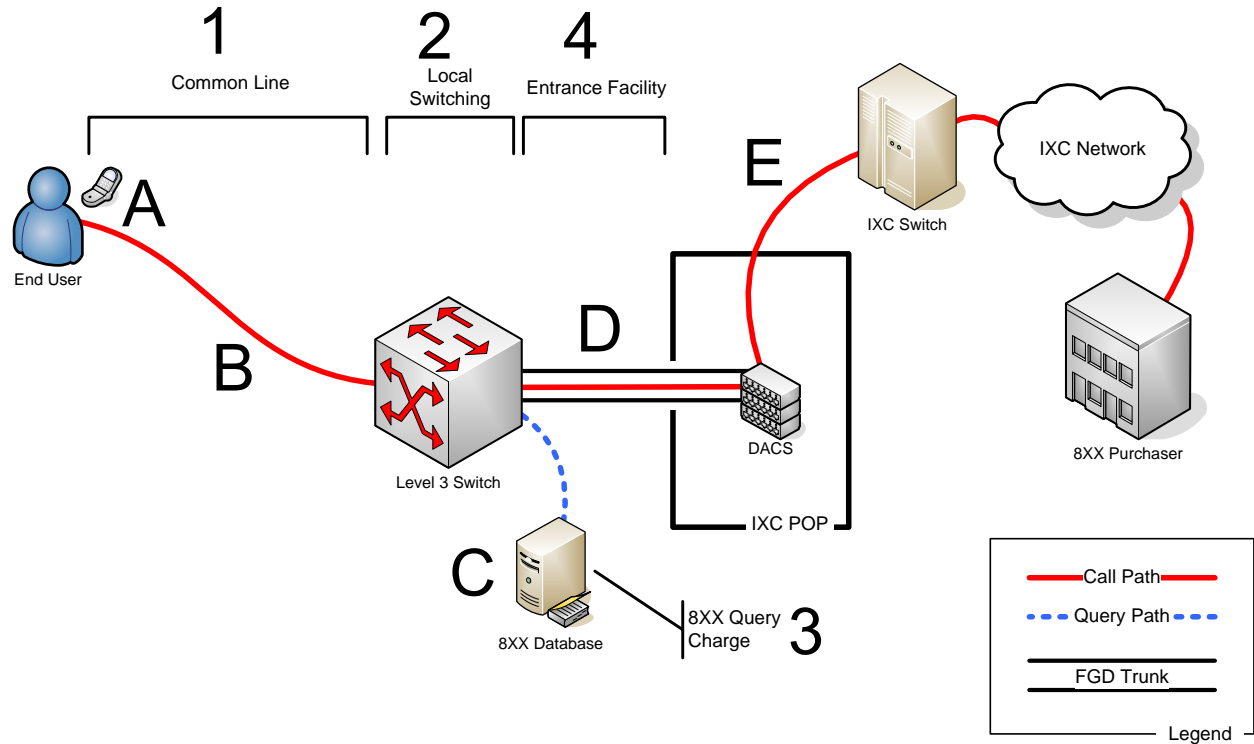 1
2
4
Common Line
Local
Switching
Entrance Facility
A
End User
B
Level 3 Switch
C
8XX Database
8XX Query
Charge
3
D
DACS
IXC POP
E
IXC Switch
IXC Network
8XX Purchaser
Call Path
Query Path
FGD Trunk
Legend